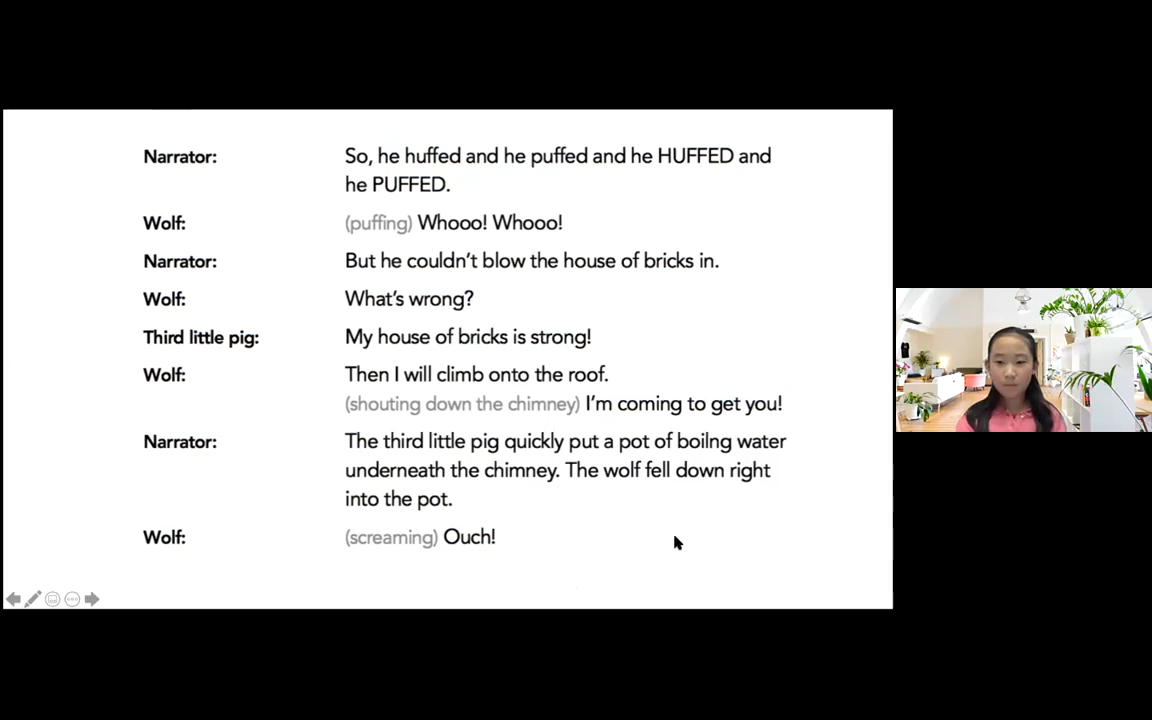 Narrator: So, he huffed and he puffed and he HUFFED and
he PUFFED.
Wolf: (puffing) Whooo! Whooo!
Narrator: But he couldn't blow the house of bricks in.
Wolf: What's wrong?
Third little pig: My house of bricks is strong!
Wolf: Then I will climb onto the roof.
(shouting down the chimney) I'm coming to get you!
Narrator: The third little pig quickly put a pot of boilng water
underneath the chimney. The wolf fell down right
into the pot.
Wolf: (screaming) Ouch!